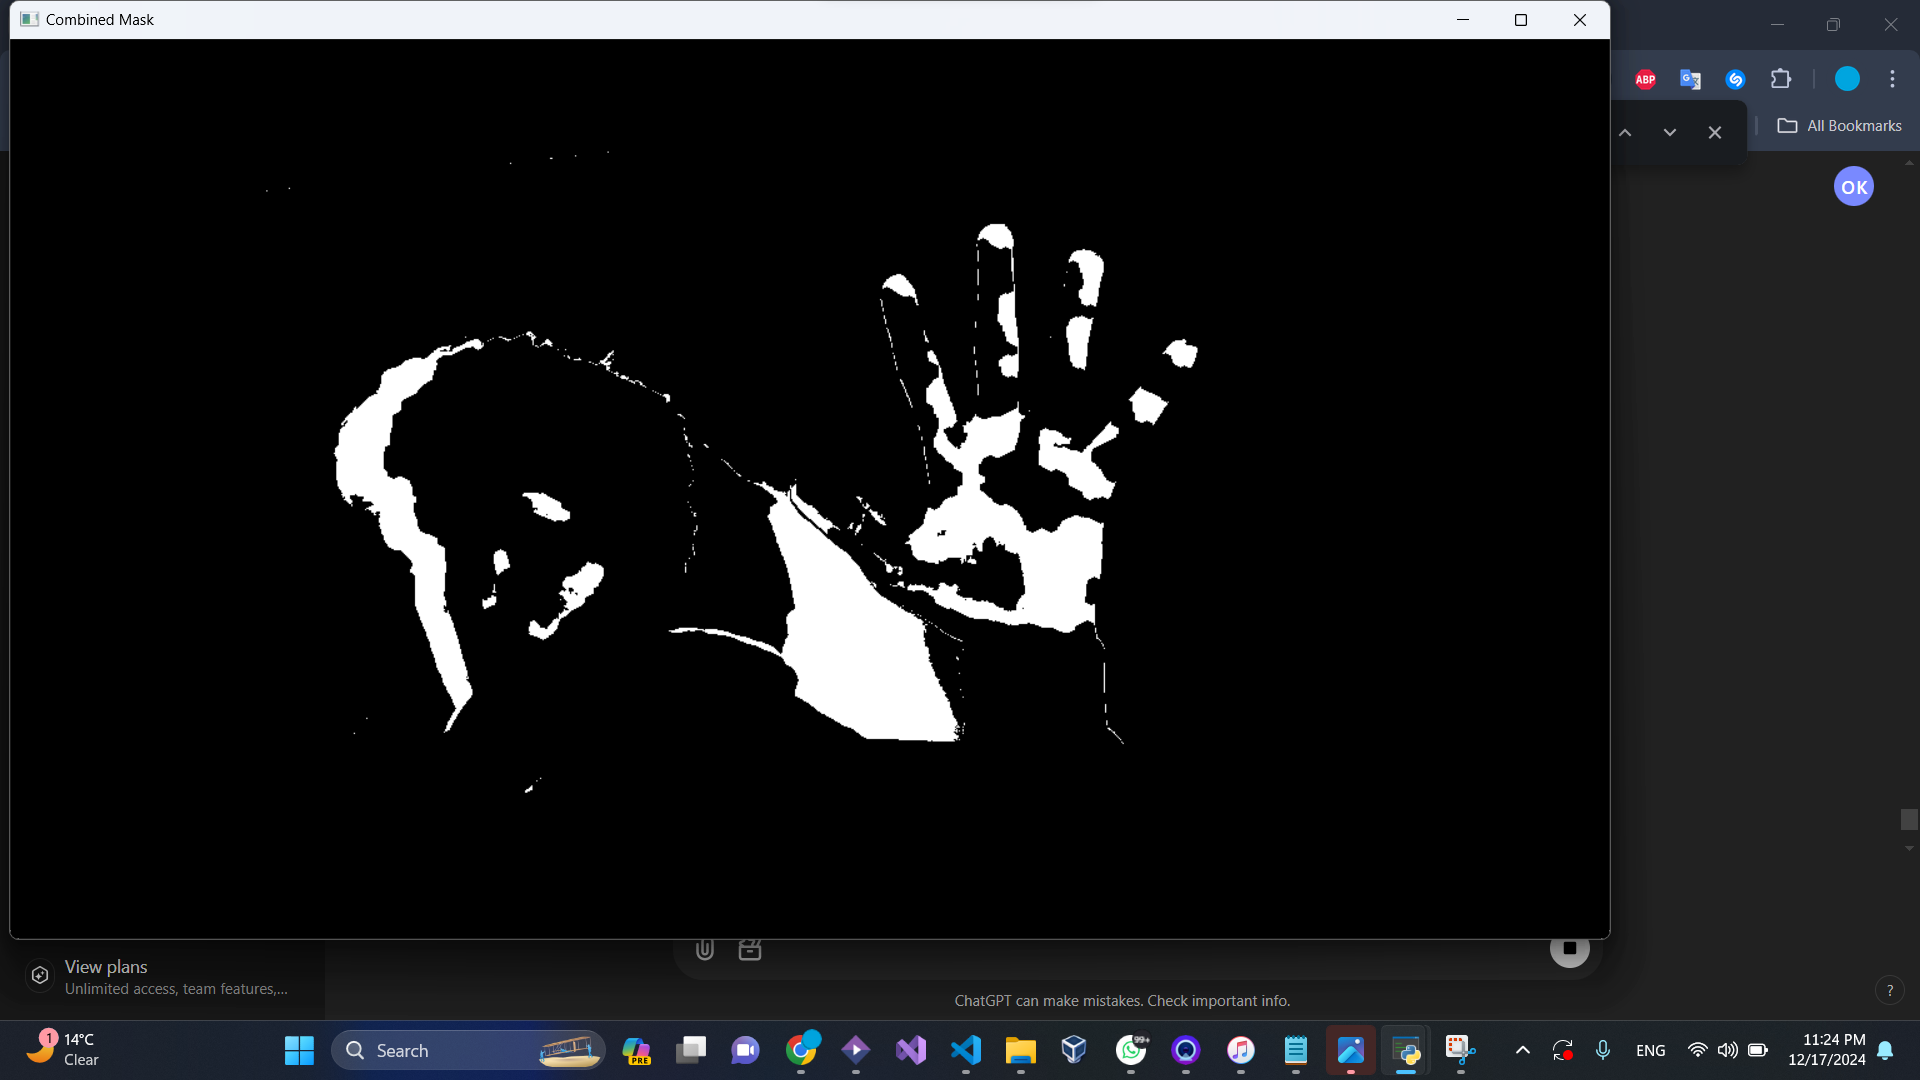 Combined Mask
ABP
G
All Bookmarks
OK
View plans
Unlimited access, team features,...
ChatGPT can make mistakes. Check important info.
?
1
14°C
Clear
Search
PRE
99+
ENG
11:24 PM
12/17/2024